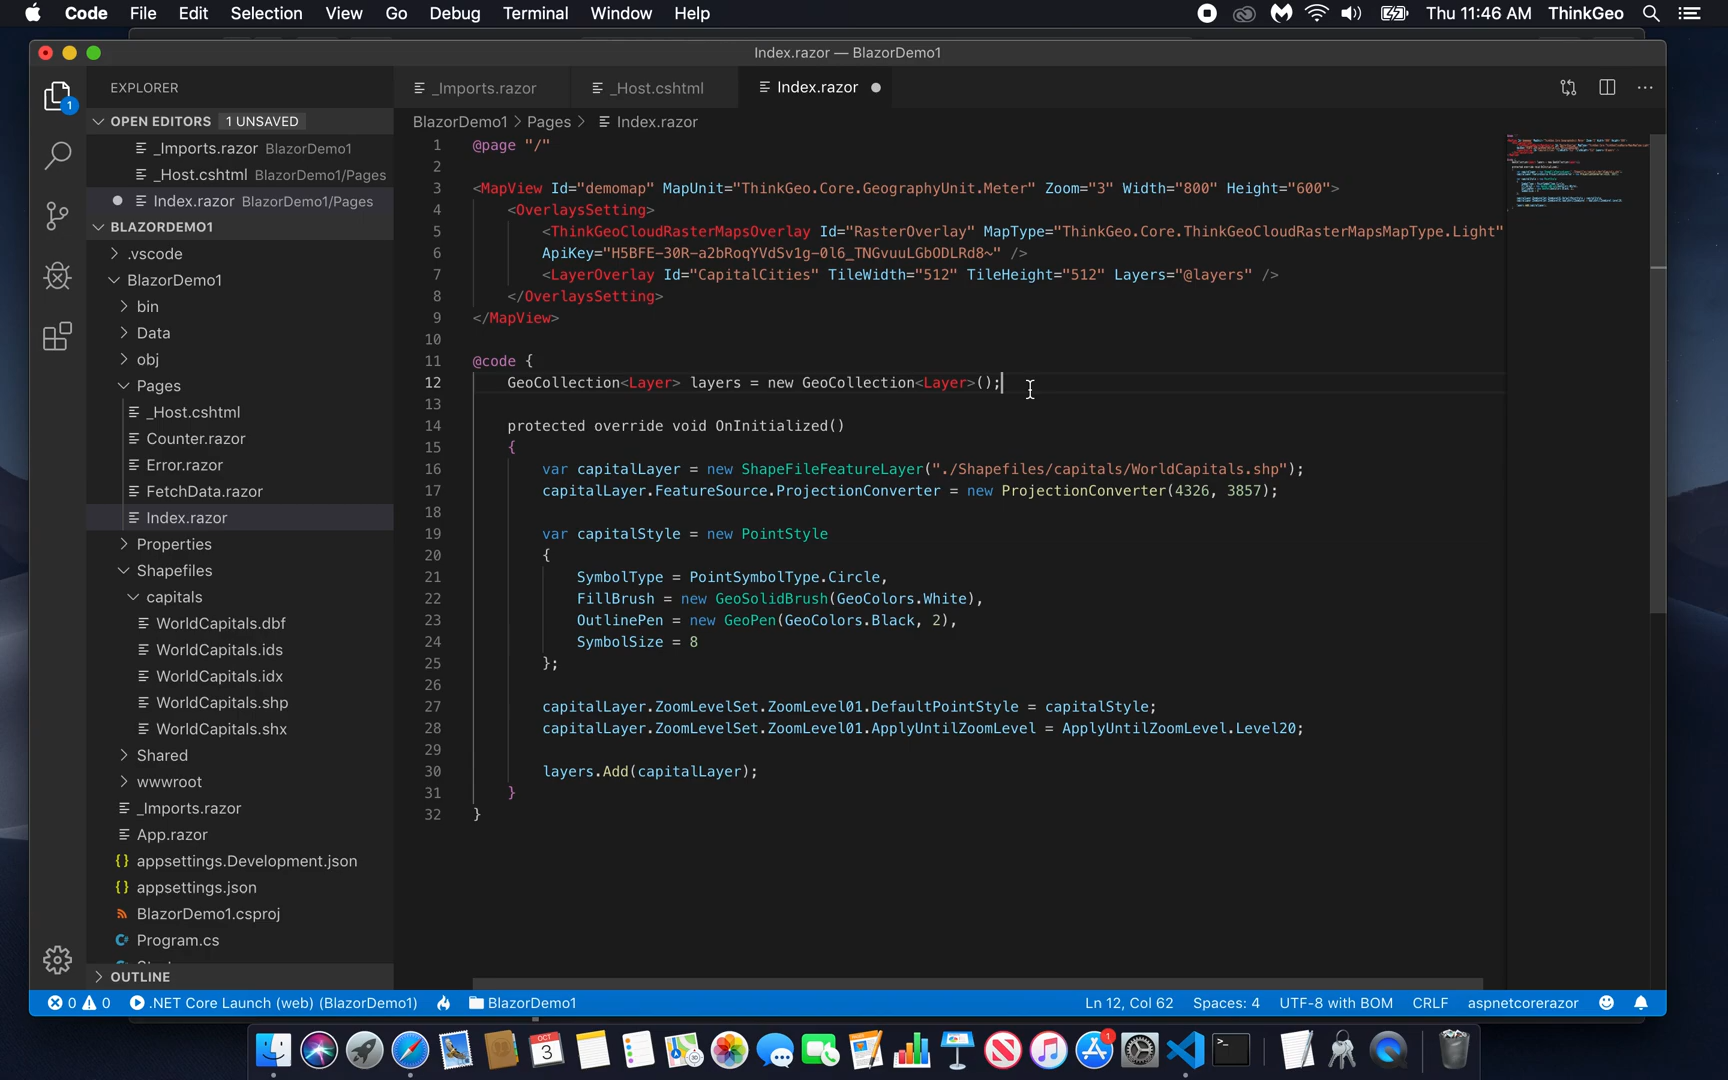 Code File Edit Selection View Go Debug Terminal Window Help Thu 11:46 AM ThinkGeo
Index.razor — BlazorDemo1
EXPLORER
_Imports.razor _Host.cshtml Index.razor
OPEN EDITORS 1 UNSAVED
_Imports.razor BlazorDemo1
_Host.cshtml BlazorDemo1/Pages
Index.razor BlazorDemo1/Pages
BLAZORDEMO1
.vscode
BlazorDemo1
bin
Data
obj
Pages
_Host.cshtml
Counter.razor
Error.razor
FetchData.razor
Index.razor
Properties
Shapefiles
capitals
WorldCapitals.dbf
WorldCapitals.ids
WorldCapitals.idx
WorldCapitals.shp
WorldCapitals.shx
Shared
wwwroot
_Imports.razor
App.razor
{} appsettings.Development.json
{} appsettings.json
BlazorDemo1.csproj
C# Program.cs
OUTLINE
BlazorDemo1 > Pages > Index.razor
1 @page "/"
2
3 <MapView Id="demomap" MapUnit="ThinkGeo.Core.GeographyUnit.Meter" Zoom="3" Width="800" Height="600">
4 <OverlaysSetting>
5 <ThinkGeoCloudRasterMapsOverlay Id="RasterOverlay" MapType="ThinkGeo.Core.ThinkGeoCloudRasterMapsMapType.Light"
6 ApiKey="H5BFE-30R-a2bRoqYVdSv1g-0l6_TNGvuuLGbODLRd8~" />
7 <LayerOverlay Id="CapitalCities" TileWidth="512" TileHeight="512" Layers="@layers" />
8 </OverlaysSetting>
9 </MapView>
10
11 @code {
12 GeoCollection<Layer> layers = new GeoCollection<Layer>();
13
14 protected override void OnInitialized()
15 {
16 var capitalLayer = new ShapeFileFeatureLayer("./Shapefiles/capitals/WorldCapitals.shp");
17 capitalLayer.FeatureSource.ProjectionConverter = new ProjectionConverter(4326, 3857);
18
19 var capitalStyle = new PointStyle
20 {
21 SymbolType = PointSymbolType.Circle,
22 FillBrush = new GeoSolidBrush(GeoColors.White),
23 OutlinePen = new GeoPen(GeoColors.Black, 2),
24 SymbolSize = 8
25 };
26
27 capitalLayer.ZoomLevelSet.ZoomLevel01.DefaultPointStyle = capitalStyle;
28 capitalLayer.ZoomLevelSet.ZoomLevel01.ApplyUntilZoomLevel = ApplyUntilZoomLevel.Level20;
29
30 layers.Add(capitalLayer);
31 }
32 }
0 0 .NET Core Launch (web) (BlazorDemo1) BlazorDemo1 Ln 12, Col 62 Spaces: 4 UTF-8 with BOM CRLF aspnetcorerazor